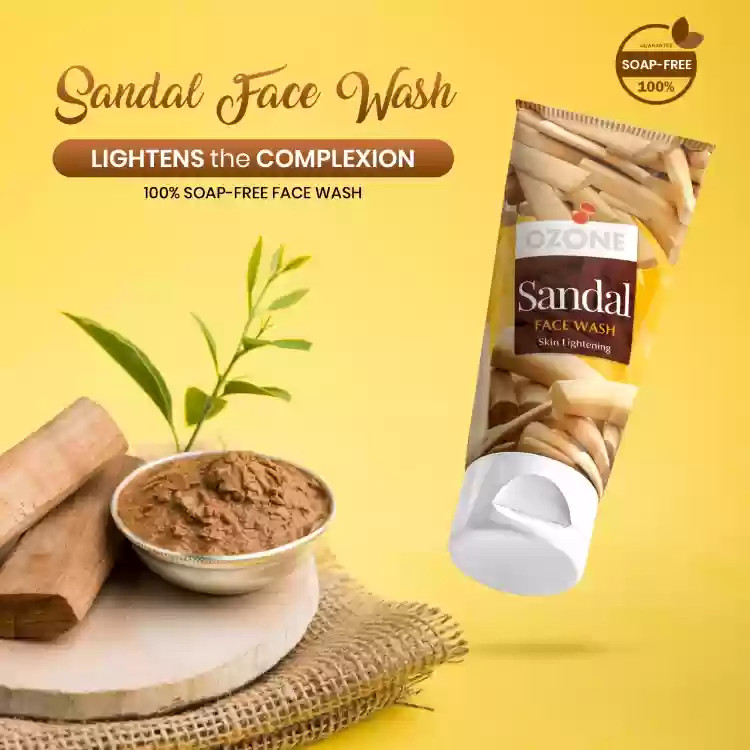 Sandal Face Wash
LIGHTENS the COMPLEXION
100% SOAP-FREE FACE WASH
GUARANTEE
SOAP-FREE
100%
OZONE
Sandal
FACE WASH
Skin Lightening